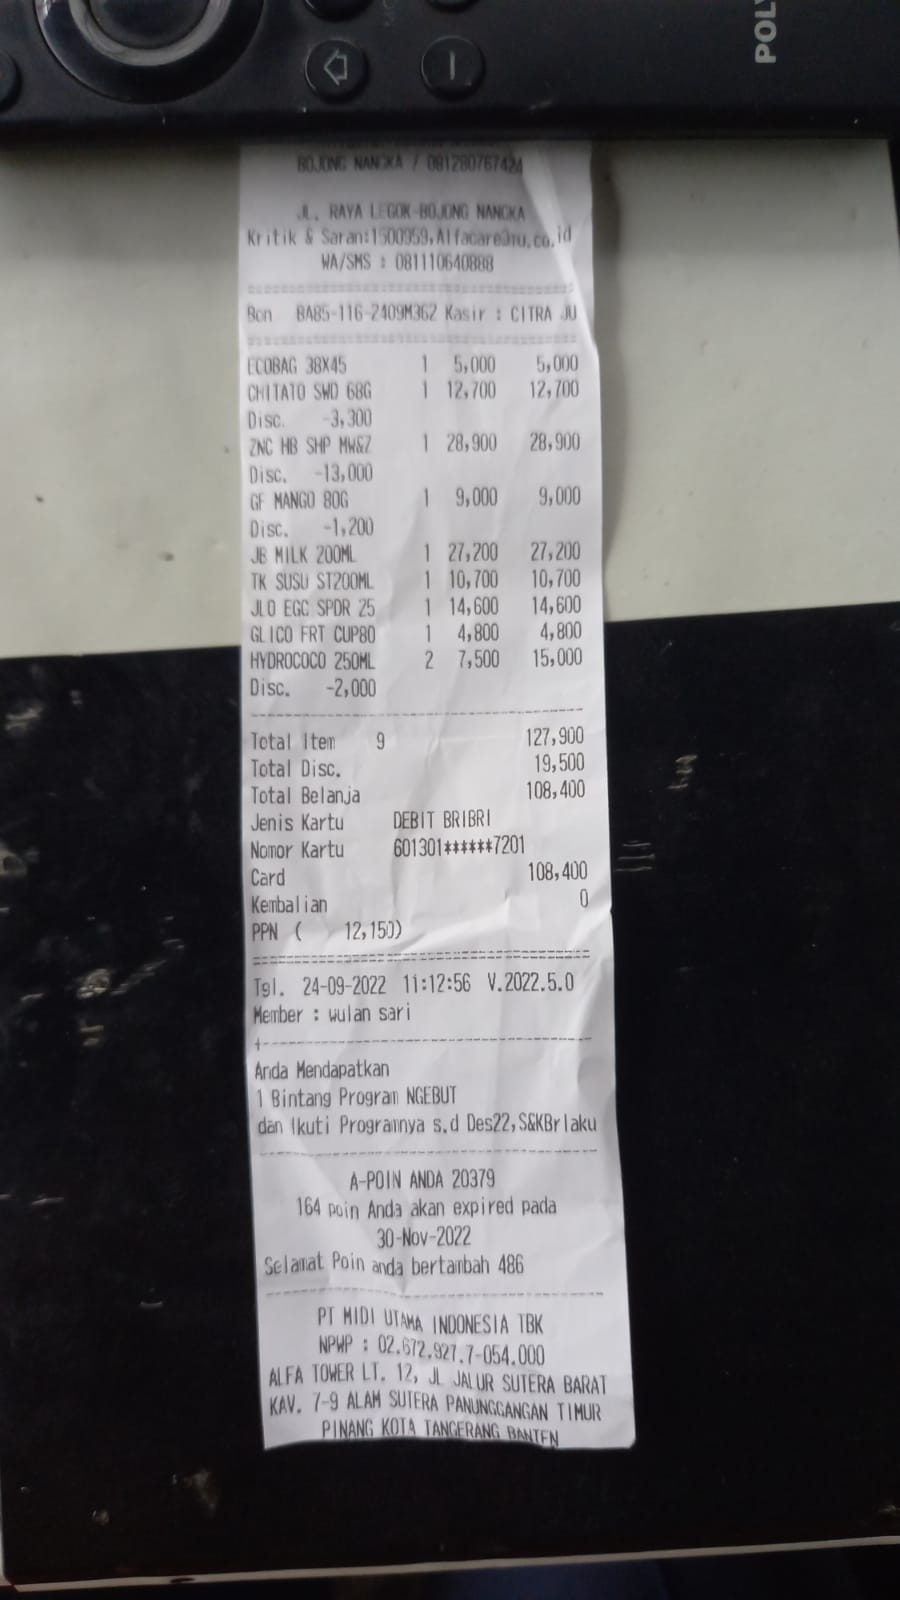 POLY
BOJONG NANGKA / 081280767424
JL. RAYA LEGOK-BOJONG NANGKA
Kritik & Saran:1500959,Alfacare@mu.co.id
WA/SMS : 081110640888
Bon BA85-116-2409M362 Kasir : CITRA JU
ECOBAG 38X45 1 5,000 5,000
CHITATO SWD 68G 1 12,700 12,700
Disc. -3,300
ZNC HB SHP MW&Z 1 28,900 28,900
Disc. -13,000
GF MANGO 80G 1 9,000 9,000
Disc. -1,200
JB MILK 200ML 1 27,200 27,200
TK SUSU ST200ML 1 10,700 10,700
JLO EGG SPDR 25 1 14,600 14,600
GLICO FRT CUP80 1 4,800 4,800
HYDROCOCO 250ML 2 7,500 15,000
Disc. -2,000
Total Item 9 127,900
Total Disc. 19,500
Total Belanja 108,400
Jenis Kartu DEBIT BRIBRI
Nomor Kartu 601301******7201
Card 108,400
Kembalian 0
PPN ( 12,150)
Tgl. 24-09-2022 11:12:56 V.2022.5.0
Member : wulan sari
Anda Mendapatkan
1 Bintang Program NGEBUT
dan Ikuti Programnya s.d Des22,S&KBrlaku
A-POIN ANDA 20379
164 poin Anda akan expired pada
30-Nov-2022
Selamat Poin anda bertambah 486
PT MIDI UTAMA INDONESIA TBK
NPWP : 02.672.927.7-054.000
ALFA TOWER LT. 12, JL JALUR SUTERA BARAT
KAV. 7-9 ALAM SUTERA PANUNGGANGAN TIMUR
PINANG KOTA TANGERANG BANTEN